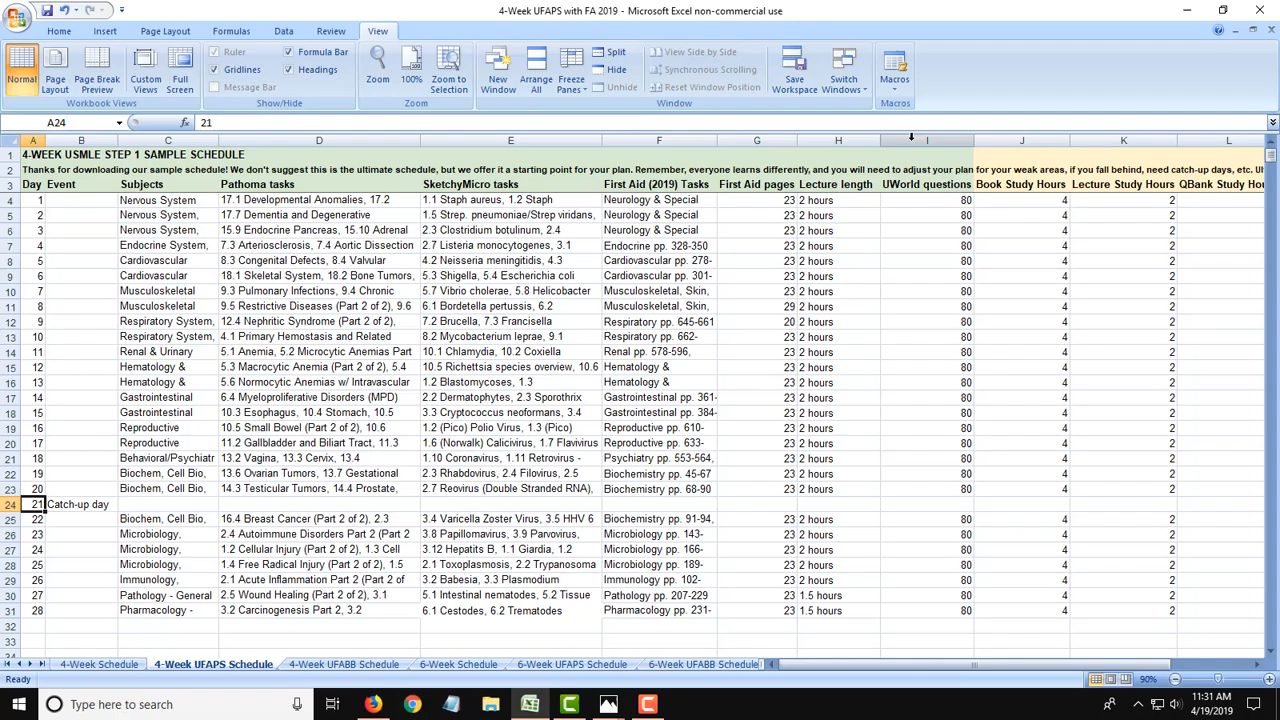 4-Week UFAPS with FA 2019 - Microsoft Excel non-commercial use
Home Insert Page Layout Formulas Data Review View
Normal Page Layout Page Break Preview Custom Views Full Screen
Ruler Formula Bar
Gridlines Headings
Message Bar
Zoom 100% Zoom to Selection
New Window Arrange All Freeze Panes
Split View Side by Side
Hide Synchronous Scrolling
Unhide Reset Window Position
Save Workspace Switch Windows Macros
Workbook Views Show/Hide Zoom Window Macros
A24 fx 21
A B C D E F G H I J K L
1 4-WEEK USMLE STEP 1 SAMPLE SCHEDULE
2 Thanks for downloading our sample schedule! We don't suggest this is the ultimate schedule, but we offer it a starting point for your plan. Remember, everyone learns differently, and you will need to adjust your plan for your weak areas, if you fall behind, need catch-up days, etc. Ul
3 Day Event Subjects Pathoma tasks SketchyMicro tasks First Aid (2019) Tasks First Aid pages Lecture length UWorld questions Book Study Hours Lecture Study Hours QBank Study Hou
4 1 Nervous System 17.1 Developmental Anomalies, 17.2 1.1 Staph aureus, 1.2 Staph Neurology & Special 23 2 hours 80 4 2
5 2 Nervous System, 17.7 Dementia and Degenerative 1.5 Strep. pneumoniae/Strep viridans, Neurology & Special 23 2 hours 80 4 2
6 3 Nervous System, 15.9 Endocrine Pancreas, 15.10 Adrenal 2.3 Clostridium botulinum, 2.4 Neurology & Special 23 2 hours 80 4 2
7 4 Endocrine System, 7.3 Arteriosclerosis, 7.4 Aortic Dissection 2.7 Listeria monocytogenes, 3.1 Endocrine pp. 328-350 23 2 hours 80 4 2
8 5 Cardiovascular 8.3 Congenital Defects, 8.4 Valvular 4.2 Neisseria meningitidis, 4.3 Cardiovascular pp. 278- 23 2 hours 80 4 2
9 6 Cardiovascular 18.1 Skeletal System, 18.2 Bone Tumors, 5.3 Shigella, 5.4 Escherichia coli Cardiovascular pp. 301- 23 2 hours 80 4 2
10 7 Musculoskeletal 9.3 Pulmonary Infections, 9.4 Chronic 5.7 Vibrio cholerae, 5.8 Helicobacter Musculoskeletal, Skin, 23 2 hours 80 4 2
11 8 Musculoskeletal 9.5 Restrictive Diseases (Part 2 of 2), 9.6 6.1 Bordetella pertussis, 6.2 Musculoskeletal, Skin, 29 2 hours 80 4 2
12 9 Respiratory System, 12.4 Nephritic Syndrome (Part 2 of 2), 7.2 Brucella, 7.3 Francisella Respiratory pp. 645-661 20 2 hours 80 4 2
13 10 Respiratory System, 4.1 Primary Hemostasis and Related 8.2 Mycobacterium leprae, 9.1 Respiratory pp. 662- 23 2 hours 80 4 2
14 11 Renal & Urinary 5.1 Anemia, 5.2 Microcytic Anemias Part 10.1 Chlamydia, 10.2 Coxiella Renal pp. 578-596, 23 2 hours 80 4 2
15 12 Hematology & 5.3 Macrocytic Anemia (Part 2 of 2), 5.4 10.5 Richettsia species overview, 10.6 Hematology & 23 2 hours 80 4 2
16 13 Hematology & 5.6 Normocytic Anemias w/ Intravascular 1.2 Blastomycoses, 1.3 Hematology & 23 2 hours 80 4 2
17 14 Gastrointestinal 6.4 Myeloproliferative Disorders (MPD) 2.2 Dermatophytes, 2.3 Sporothrix Gastrointestinal pp. 361- 23 2 hours 80 4 2
18 15 Gastrointestinal 10.3 Esophagus, 10.4 Stomach, 10.5 3.3 Cryptococcus neoformans, 3.4 Gastrointestinal pp. 384- 23 2 hours 80 4 2
19 16 Reproductive 10.5 Small Bowel (Part 2 of 2), 10.6 1.2 (Pico) Polio Virus, 1.3 (Pico) Reproductive pp. 610- 23 2 hours 80 4 2
20 17 Reproductive 11.2 Gallbladder and Biliart Tract, 11.3 1.6 (Norwalk) Calicivirus, 1.7 Flavivirus Reproductive pp. 633- 23 2 hours 80 4 2
21 18 Behavioral/Psychiatr 13.2 Vagina, 13.3 Cervix, 13.4 1.10 Coronavirus, 1.11 Retrovirus - Psychiatry pp. 553-564, 23 2 hours 80 4 2
22 19 Biochem, Cell Bio, 13.6 Ovarian Tumors, 13.7 Gestational 2.3 Rhabdovirus, 2.4 Filovirus, 2.5 Biochemistry pp. 45-67 23 2 hours 80 4 2
23 20 Biochem, Cell Bio, 14.3 Testicular Tumors, 14.4 Prostate, 2.7 Reovirus (Double Stranded RNA), Biochemistry pp. 68-90 23 2 hours 80 4 2
24 21 Catch-up day
25 22 Biochem, Cell Bio, 16.4 Breast Cancer (Part 2 of 2), 2.3 3.4 Varicella Zoster Virus, 3.5 HHV 6 Biochemistry pp. 91-94, 23 2 hours 80 4 2
26 23 Microbiology, 2.4 Autoimmune Disorders Part 2 (Part 3.8 Papillomavirus, 3.9 Parvovirus, Microbiology pp. 143- 23 2 hours 80 4 2
27 24 Microbiology, 1.2 Cellular Injury (Part 2 of 2), 1.3 Cell 3.12 Hepatits B, 1.1 Giardia, 1.2 Microbiology pp. 166- 23 2 hours 80 4 2
28 25 Microbiology, 1.4 Free Radical Injury (Part 2 of 2), 1.5 2.1 Toxoplasmosis, 2.2 Trypanosoma Microbiology pp. 189- 23 2 hours 80 4 2
29 26 Immunology, 2.1 Acute Inflammation Part 2 (Part 2 of 3.2 Babesia, 3.3 Plasmodium Immunology pp. 102- 23 2 hours 80 4 2
30 27 Pathology - General 2.5 Wound Healing (Part 2 of 2), 3.1 5.1 Intestinal nematodes, 5.2 Tissue Pathology pp. 207-229 23 1.5 hours 80 4 2
31 28 Pharmacology - 3.2 Carcinogenesis Part 2, 3.2 6.1 Cestodes, 6.2 Trematodes Pharmacology pp. 231- 23 1.5 hours 80 4 2
32
33
4-Week Schedule 4-Week UFAPS Schedule 4-Week UFABB Schedule 6-Week Schedule 6-Week UFAPS Schedule 6-Week UFABB Schedule
Ready 90%
Type here to search
11:31 AM
4/19/2019